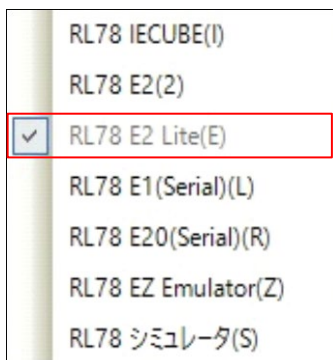 RL78 IECUBE(I)
RL78 E2(2)
RL78 E2 Lite(E)
RL78 E1(Serial)(L)
RL78 E20(Serial)(R)
RL78 EZ Emulator(Z)
RL78 シミュレータ(S)